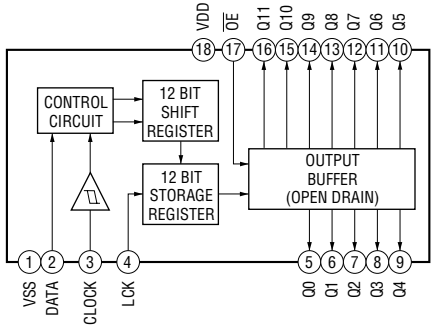 VDD OE Q11 Q10 Q9 Q8 Q7 Q6 Q5
18 17 16 15 14 13 12 11 10
CONTROL
CIRCUIT
12 BIT
SHIFT
REGISTER
12 BIT
STORAGE
REGISTER
OUTPUT
BUFFER
(OPEN DRAIN)
1 2 3 4 5 6 7 8 9
VSS DATA CLOCK LCK Q0 Q1 Q2 Q3 Q4